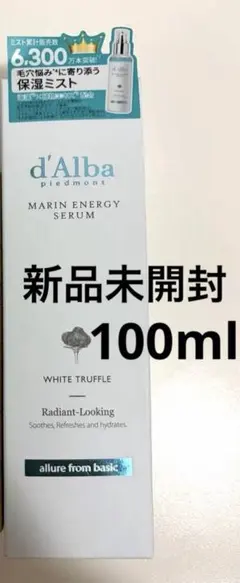 ミスト累計販売数
6,300万本突破!
毛穴悩みに寄り添う
保湿ミスト
d'Alba
piedmont
MARIN ENERGY
SERUM
新品未開封
100ml
WHITE TRUFFLE
Radiant-Looking
Soothes, Refreshes and hydrates.
allure from basic